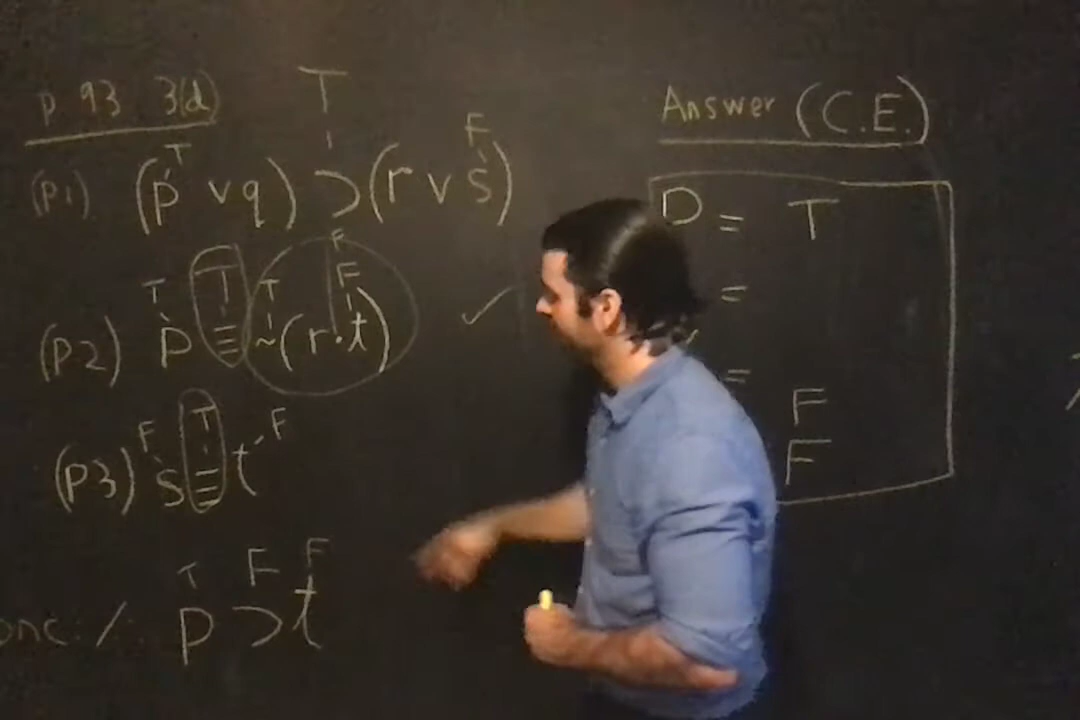 p. 93 3(d)
T
T F
(p1) (p v q) ⊃ (r v s)
F
T T T F
(p2) p ≡ ~(r · t) ✓
F T F
(p3) s ≡ t
T F F
onc. /∴ p ⊃ t
Answer (C.E.)
p = T
=
=
F
F